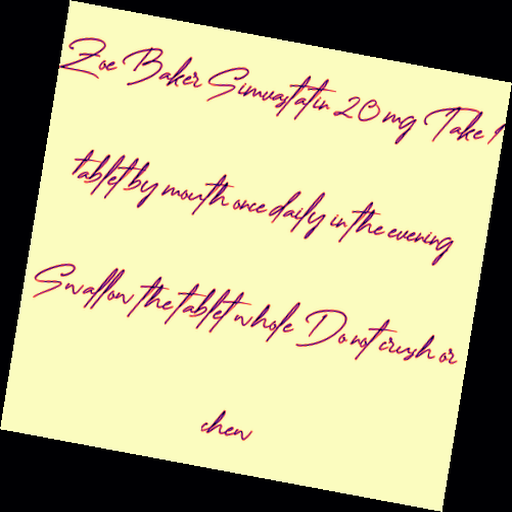 Zoe Baker Simvastatin 20 mg Take 1
tablet by mouth once daily in the evening
Swallow the tablet whole Do not crush or
chew